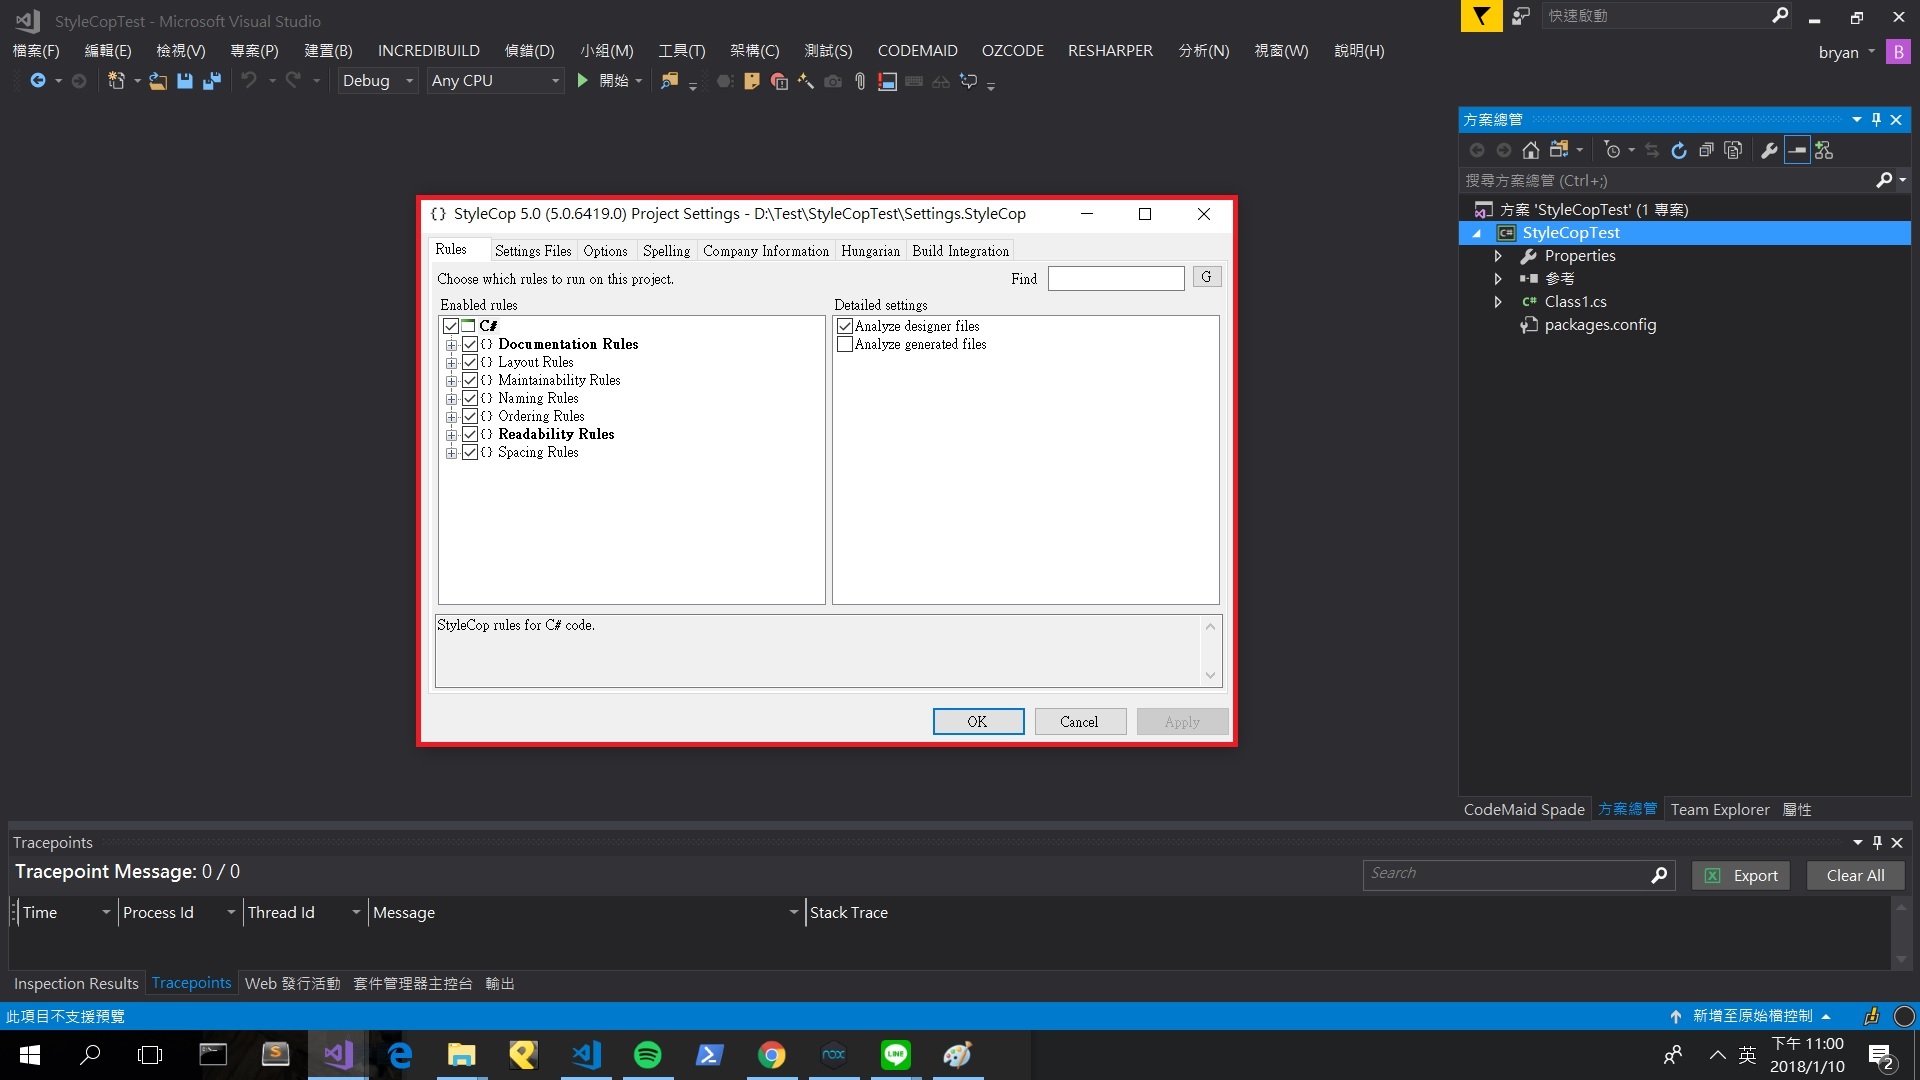 StyleCopTest - Microsoft Visual Studio
快速啟動
檔案(F) 編輯(E) 檢視(V) 專案(P) 建置(B) INCREDIBUILD 偵錯(D) 小組(M) 工具(T) 架構(C) 測試(S) CODEMAID OZCODE RESHARPER 分析(N) 視窗(W) 說明(H)
bryan B
Debug Any CPU 開始
方案總管
搜尋方案總管 (Ctrl+;)
方案 'StyleCopTest' (1 專案)
C# StyleCopTest
Properties
參考
C# Class1.cs
packages.config
{} StyleCop 5.0 (5.0.6419.0) Project Settings - D:\Test\StyleCopTest\Settings.StyleCop
Rules Settings Files Options Spelling Company Information Hungarian Build Integration
Choose which rules to run on this project.
Find G
Enabled rules
Detailed settings
C#
{} Documentation Rules
{} Layout Rules
{} Maintainability Rules
{} Naming Rules
{} Ordering Rules
{} Readability Rules
{} Spacing Rules
Analyze designer files
Analyze generated files
StyleCop rules for C# code.
OK Cancel Apply
CodeMaid Spade 方案總管 Team Explorer 屬性
Tracepoints
Tracepoint Message: 0 / 0
Search Export Clear All
Time Process Id Thread Id Message Stack Trace
Inspection Results Tracepoints Web 發行活動 套件管理器主控台 輸出
此項目不支援預覽
新增至原始檔控制
nox LINE
英
下午 11:00
2018/1/10
2